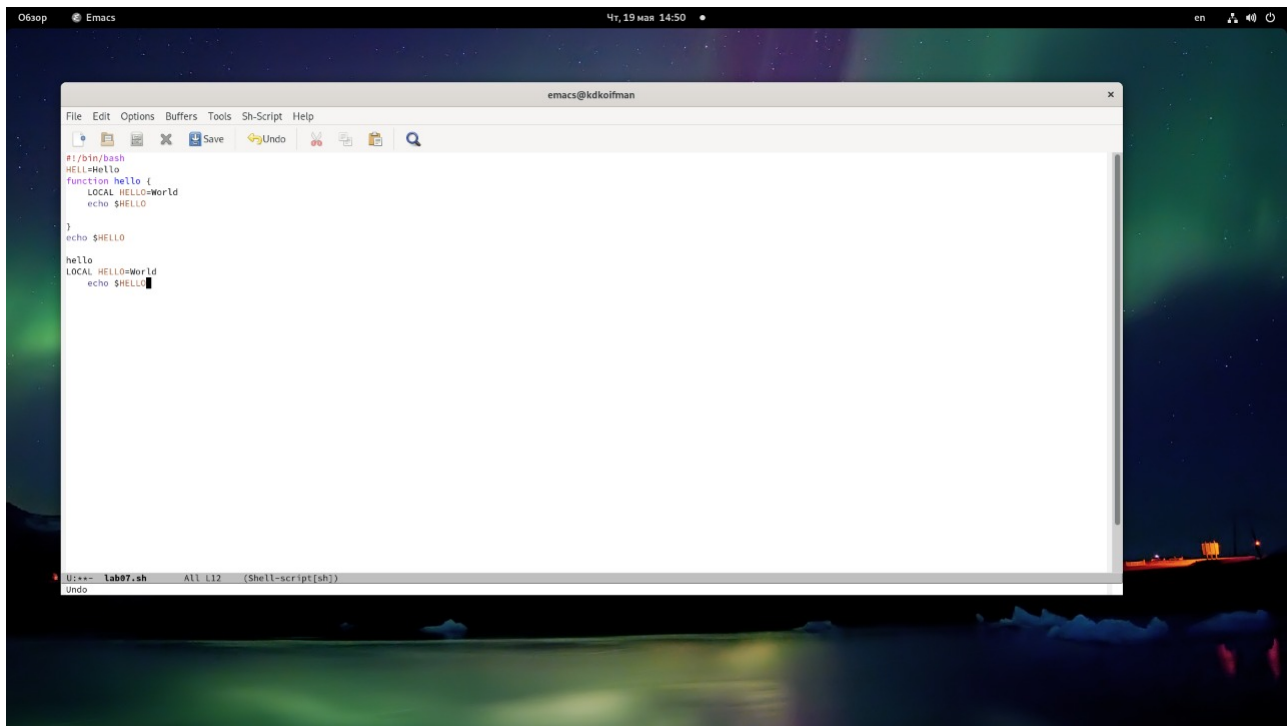 Обзор Emacs Чт, 19 мая 14:50 en
emacs@kdkoifman
File Edit Options Buffers Tools Sh-Script Help
Save Undo
#!/bin/bash
HELL=Hello
function hello {
    LOCAL HELLO=World
    echo $HELLO
}
echo $HELLO
hello
LOCAL HELLO=World
    echo $HELLO
U:**- lab07.sh All L12 (Shell-script[sh])
Undo